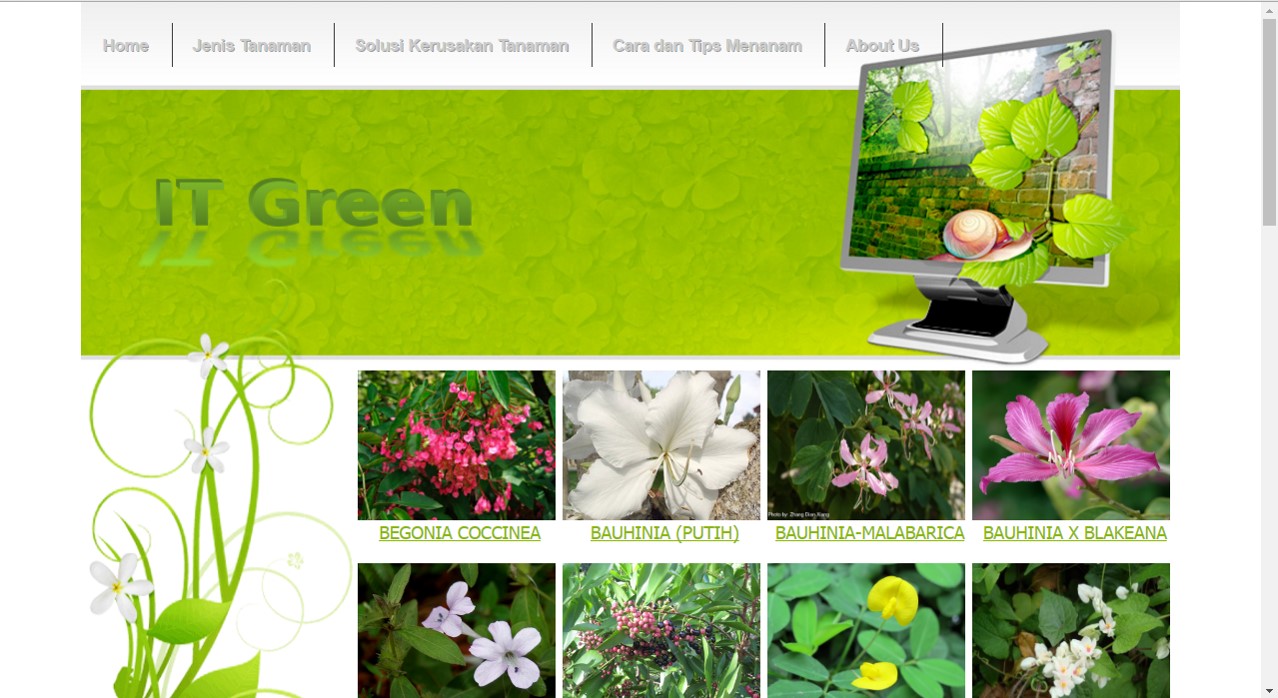 Home
Jenis Tanaman
Solusi Kerusakan Tanaman
Cara dan Tips Menanam
About Us
IT Green
Photo by: Zhang Dian Xiang
BEGONIA COCCINEA
BAUHINIA (PUTIH)
BAUHINIA-MALABARICA
BAUHINIA X BLAKEANA